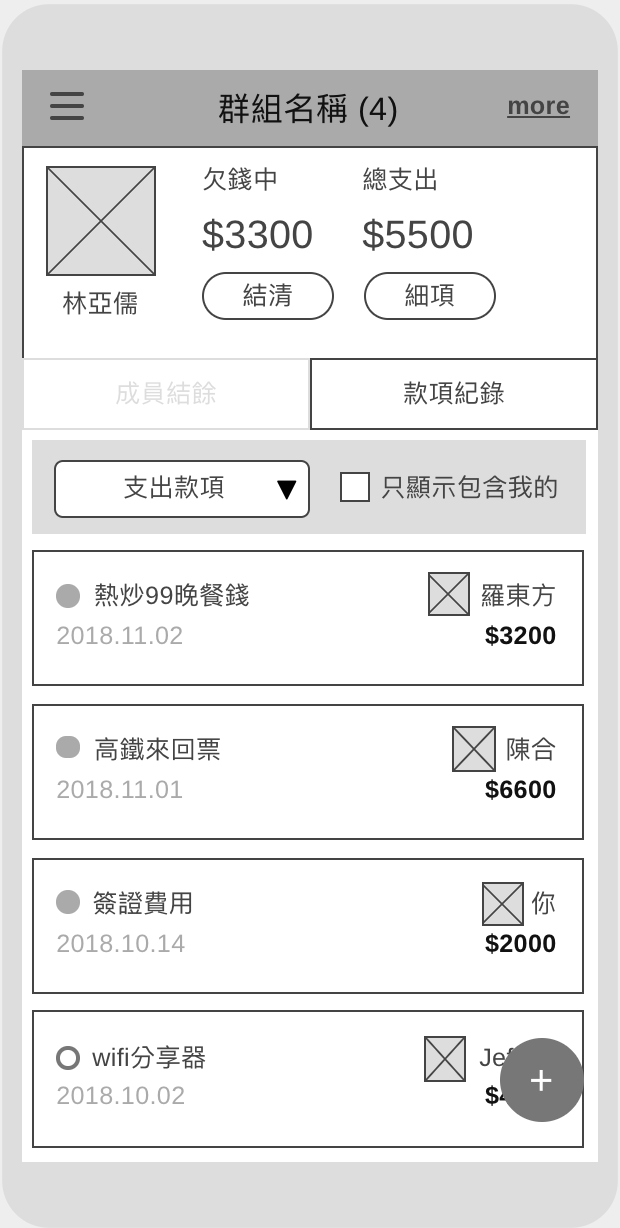 群組名稱 (4)
more
欠錢中
總支出
$3300
$5500
結清
細項
林亞儒
成員結餘
款項紀錄
支出款項
只顯示包含我的
熱炒99晚餐錢
羅東方
2018.11.02
$3200
高鐵來回票
陳合
2018.11.01
$6600
簽證費用
你
2018.10.14
$2000
wifi分享器
2018.10.02
+